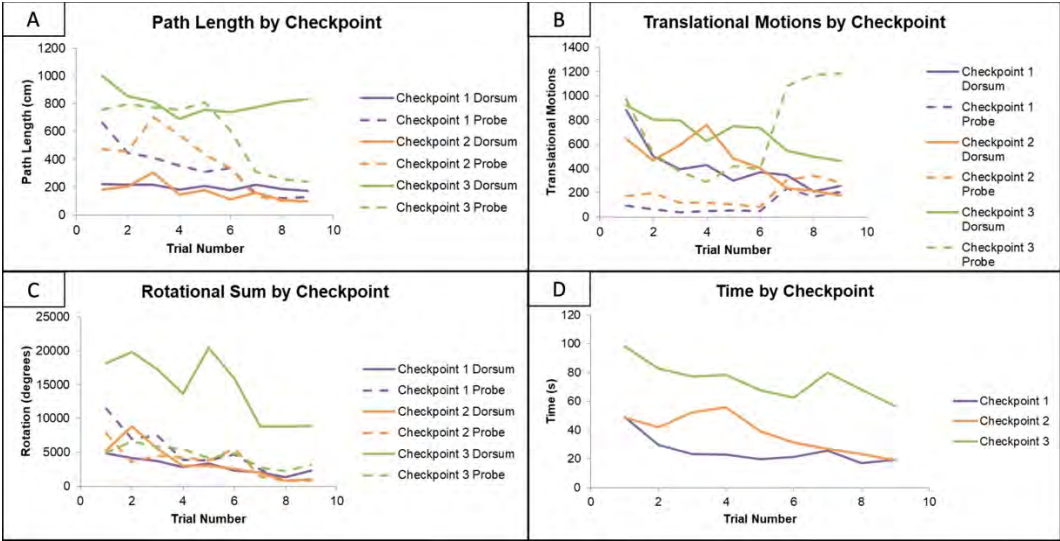 A
Path Length by Checkpoint
Path Length (cm)
1200
1000
800
600
400
200
0
0 2 4 6 8 10
Trial Number
Checkpoint 1 Dorsum
Checkpoint 1 Probe
Checkpoint 2 Dorsum
Checkpoint 2 Probe
Checkpoint 3 Dorsum
Checkpoint 3 Probe
B
Translational Motions by Checkpoint
Translational Motions
1400
1200
1000
800
600
400
200
0
0 2 4 6 8 10
Trial Number
Checkpoint 1
Dorsum
Checkpoint 1
Probe
Checkpoint 2
Dorsum
Checkpoint 2
Probe
Checkpoint 3
Dorsum
Checkpoint 3
Probe
C
Rotational Sum by Checkpoint
Rotation (degrees)
25000
20000
15000
10000
5000
0
0 2 4 6 8 10
Trial Number
Checkpoint 1 Dorsum
Checkpoint 1 Probe
Checkpoint 2 Dorsum
Checkpoint 2 Probe
Checkpoint 3 Dorsum
Checkpoint 3 Probe
D
Time by Checkpoint
Time (s)
120
100
80
60
40
20
0
0 2 4 6 8 10
Trial Number
Checkpoint 1
Checkpoint 2
Checkpoint 3